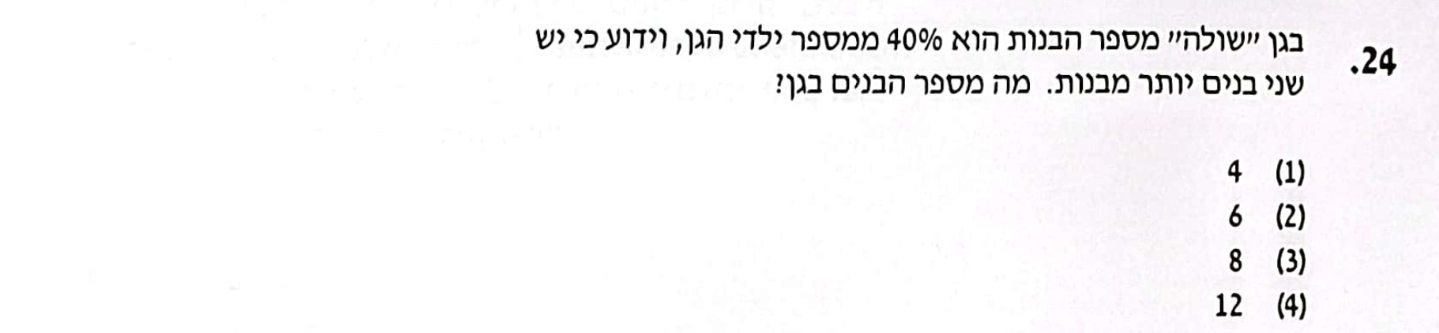 24. בגן "שולה" מספר הבנות הוא 40% ממספר ילדי הגן, וידוע כי יש
שני בנים יותר מבנות. מה מספר הבנים בגן?
(1) 4
(2) 6
(3) 8
(4) 12